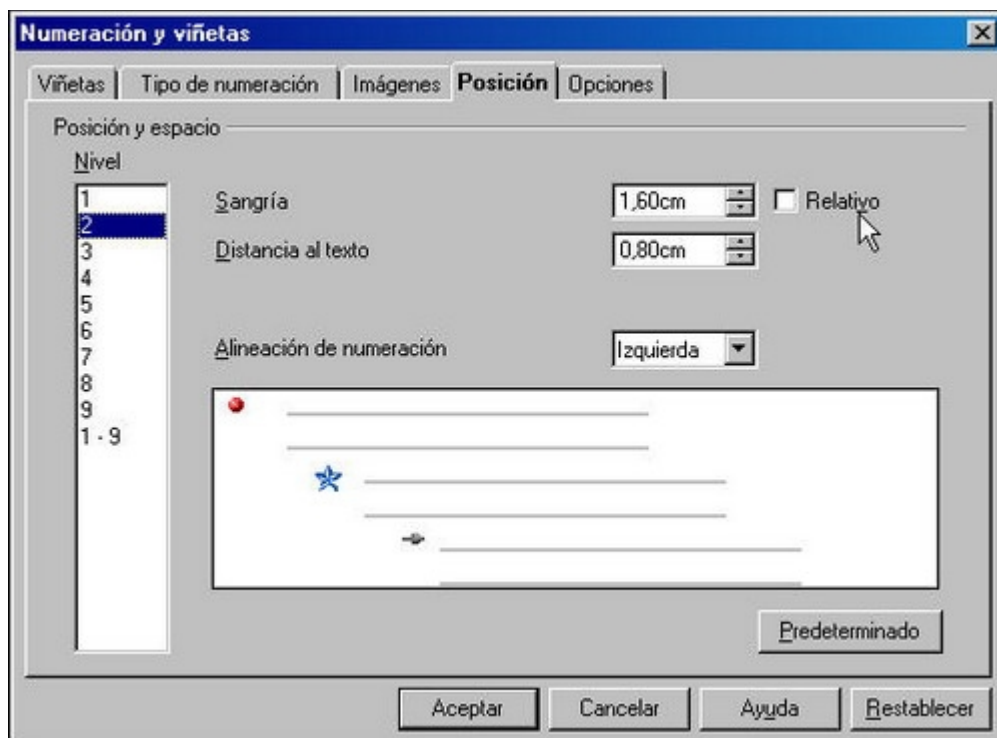 Numeración y viñetas
Viñetas Tipo de numeración Imágenes Posición Opciones
Posición y espacio
Nivel
1
2
3
4
5
6
7
8
9
1 - 9
Sangría 1,60cm Relativo
Distancia al texto 0,80cm
Alineación de numeración Izquierda
Predeterminado
Aceptar Cancelar Ayuda Restablecer